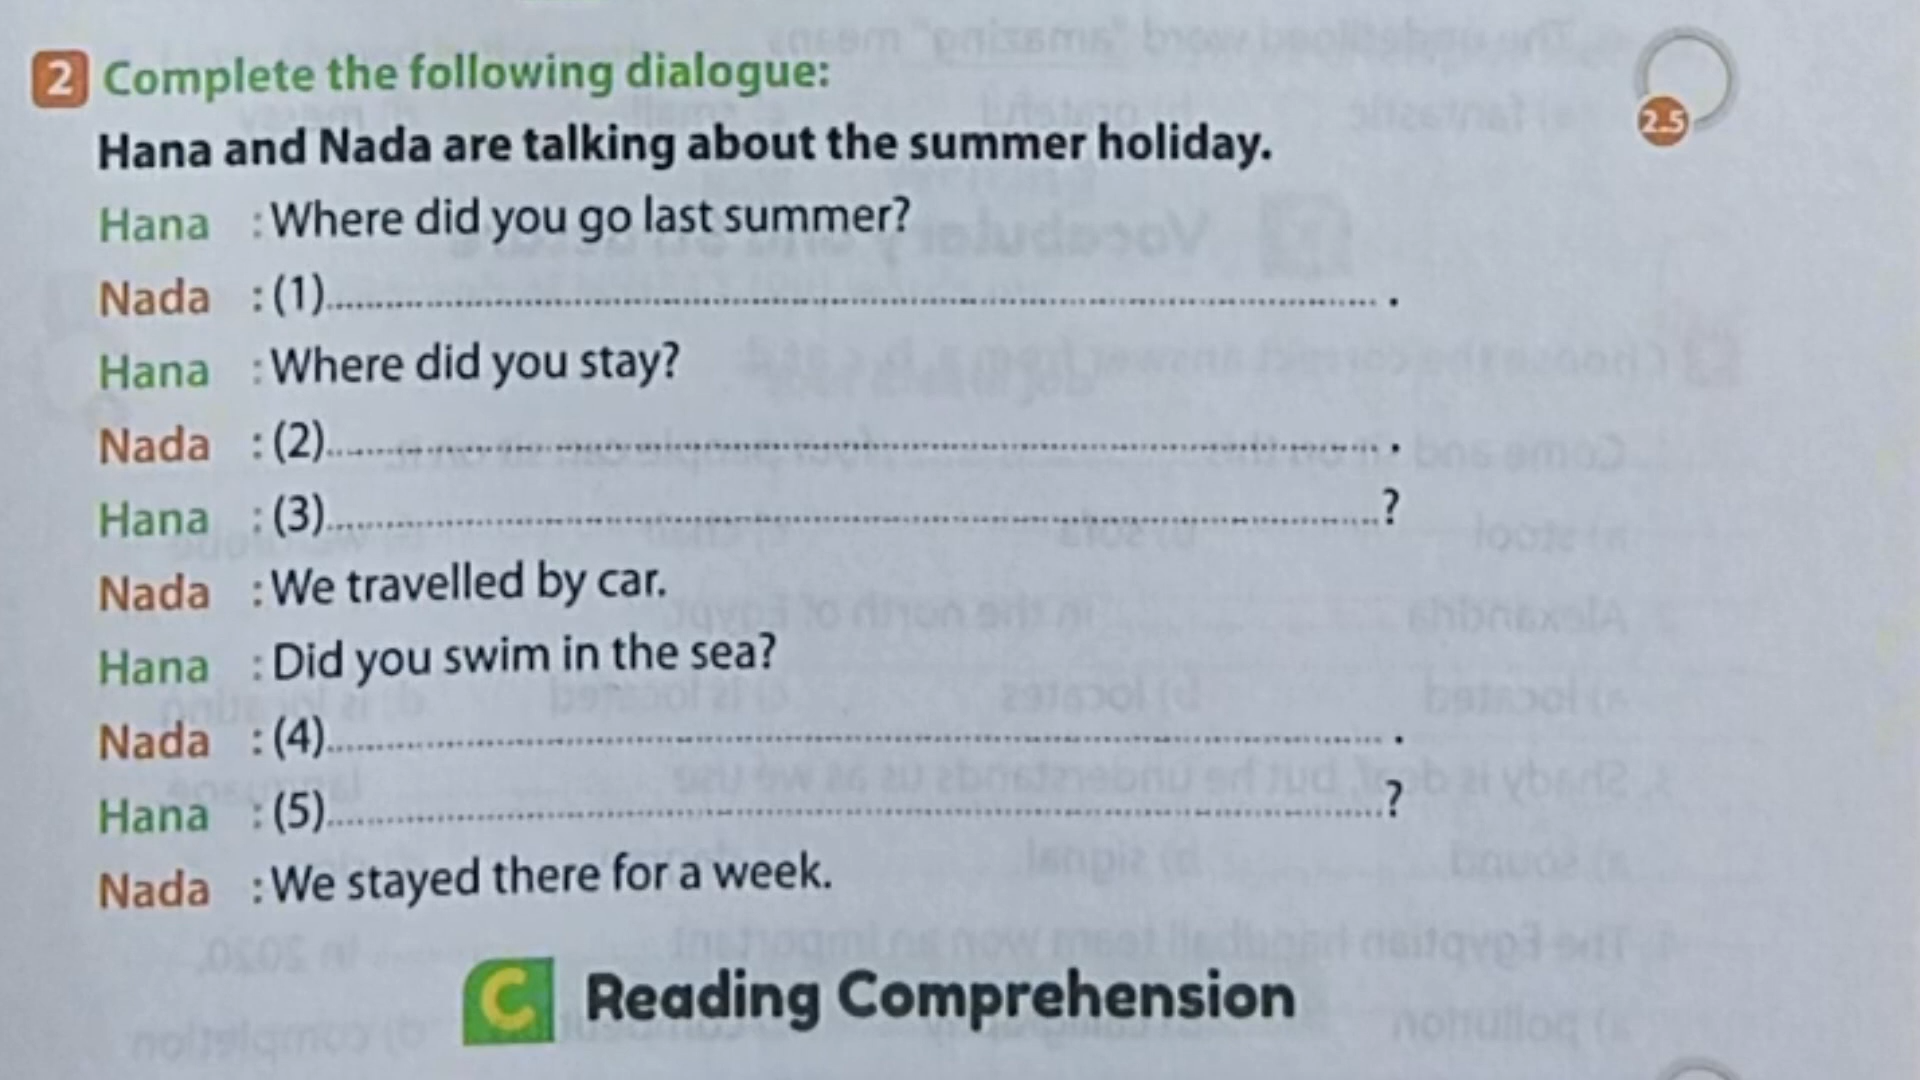 2 Complete the following dialogue:
2.5
Hana and Nada are talking about the summer holiday.
Hana : Where did you go last summer?
Nada : (1).................................................. .
Hana : Where did you stay?
Nada : (2).................................................. .
Hana : (3)..................................................?
Nada : We travelled by car.
Hana : Did you swim in the sea?
Nada : (4).................................................. .
Hana : (5)..................................................?
Nada : We stayed there for a week.
C Reading Comprehension